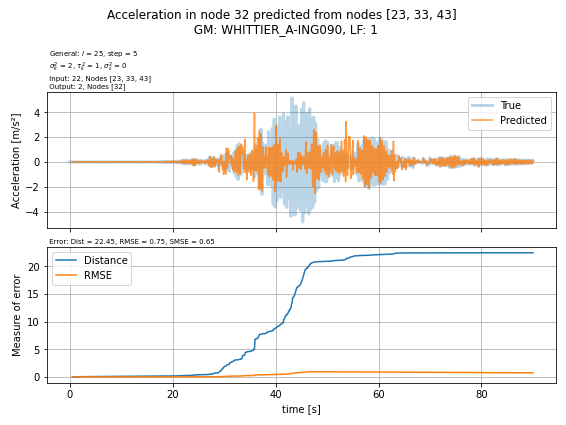 Acceleration in node 32 predicted from nodes [23, 33, 43]
GM: WHITTIER_A-ING090, LF: 1
General: l = 25, step = 5
σ_f^2 = 2, τ_k^2 = 1, σ_ε^2 = 0
Input: 22, Nodes [23, 33, 43]
Output: 2, Nodes [32]
Acceleration [m/s²]
4
2
0
−2
−4
True
Predicted
Error: Dist = 22.45, RMSE = 0.75, SMSE = 0.65
Measure of error
20
15
10
5
0
Distance
RMSE
0 20 40 60 80
time [s]